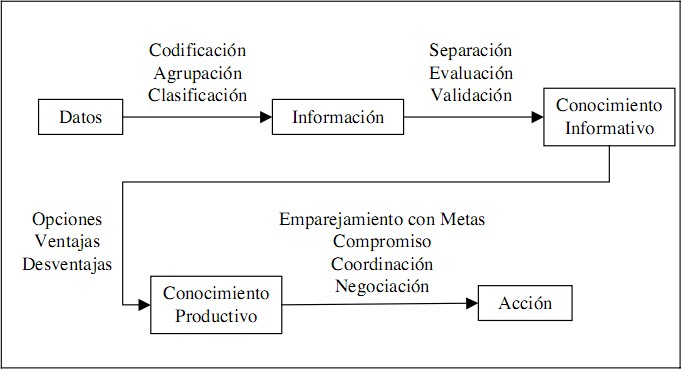 Codificación
Agrupación
Clasificación
Separación
Evaluación
Validación
Datos
Información
Conocimiento
Informativo
Opciones
Ventajas
Desventajas
Emparejamiento con Metas
Compromiso
Coordinación
Negociación
Conocimiento
Productivo
Acción